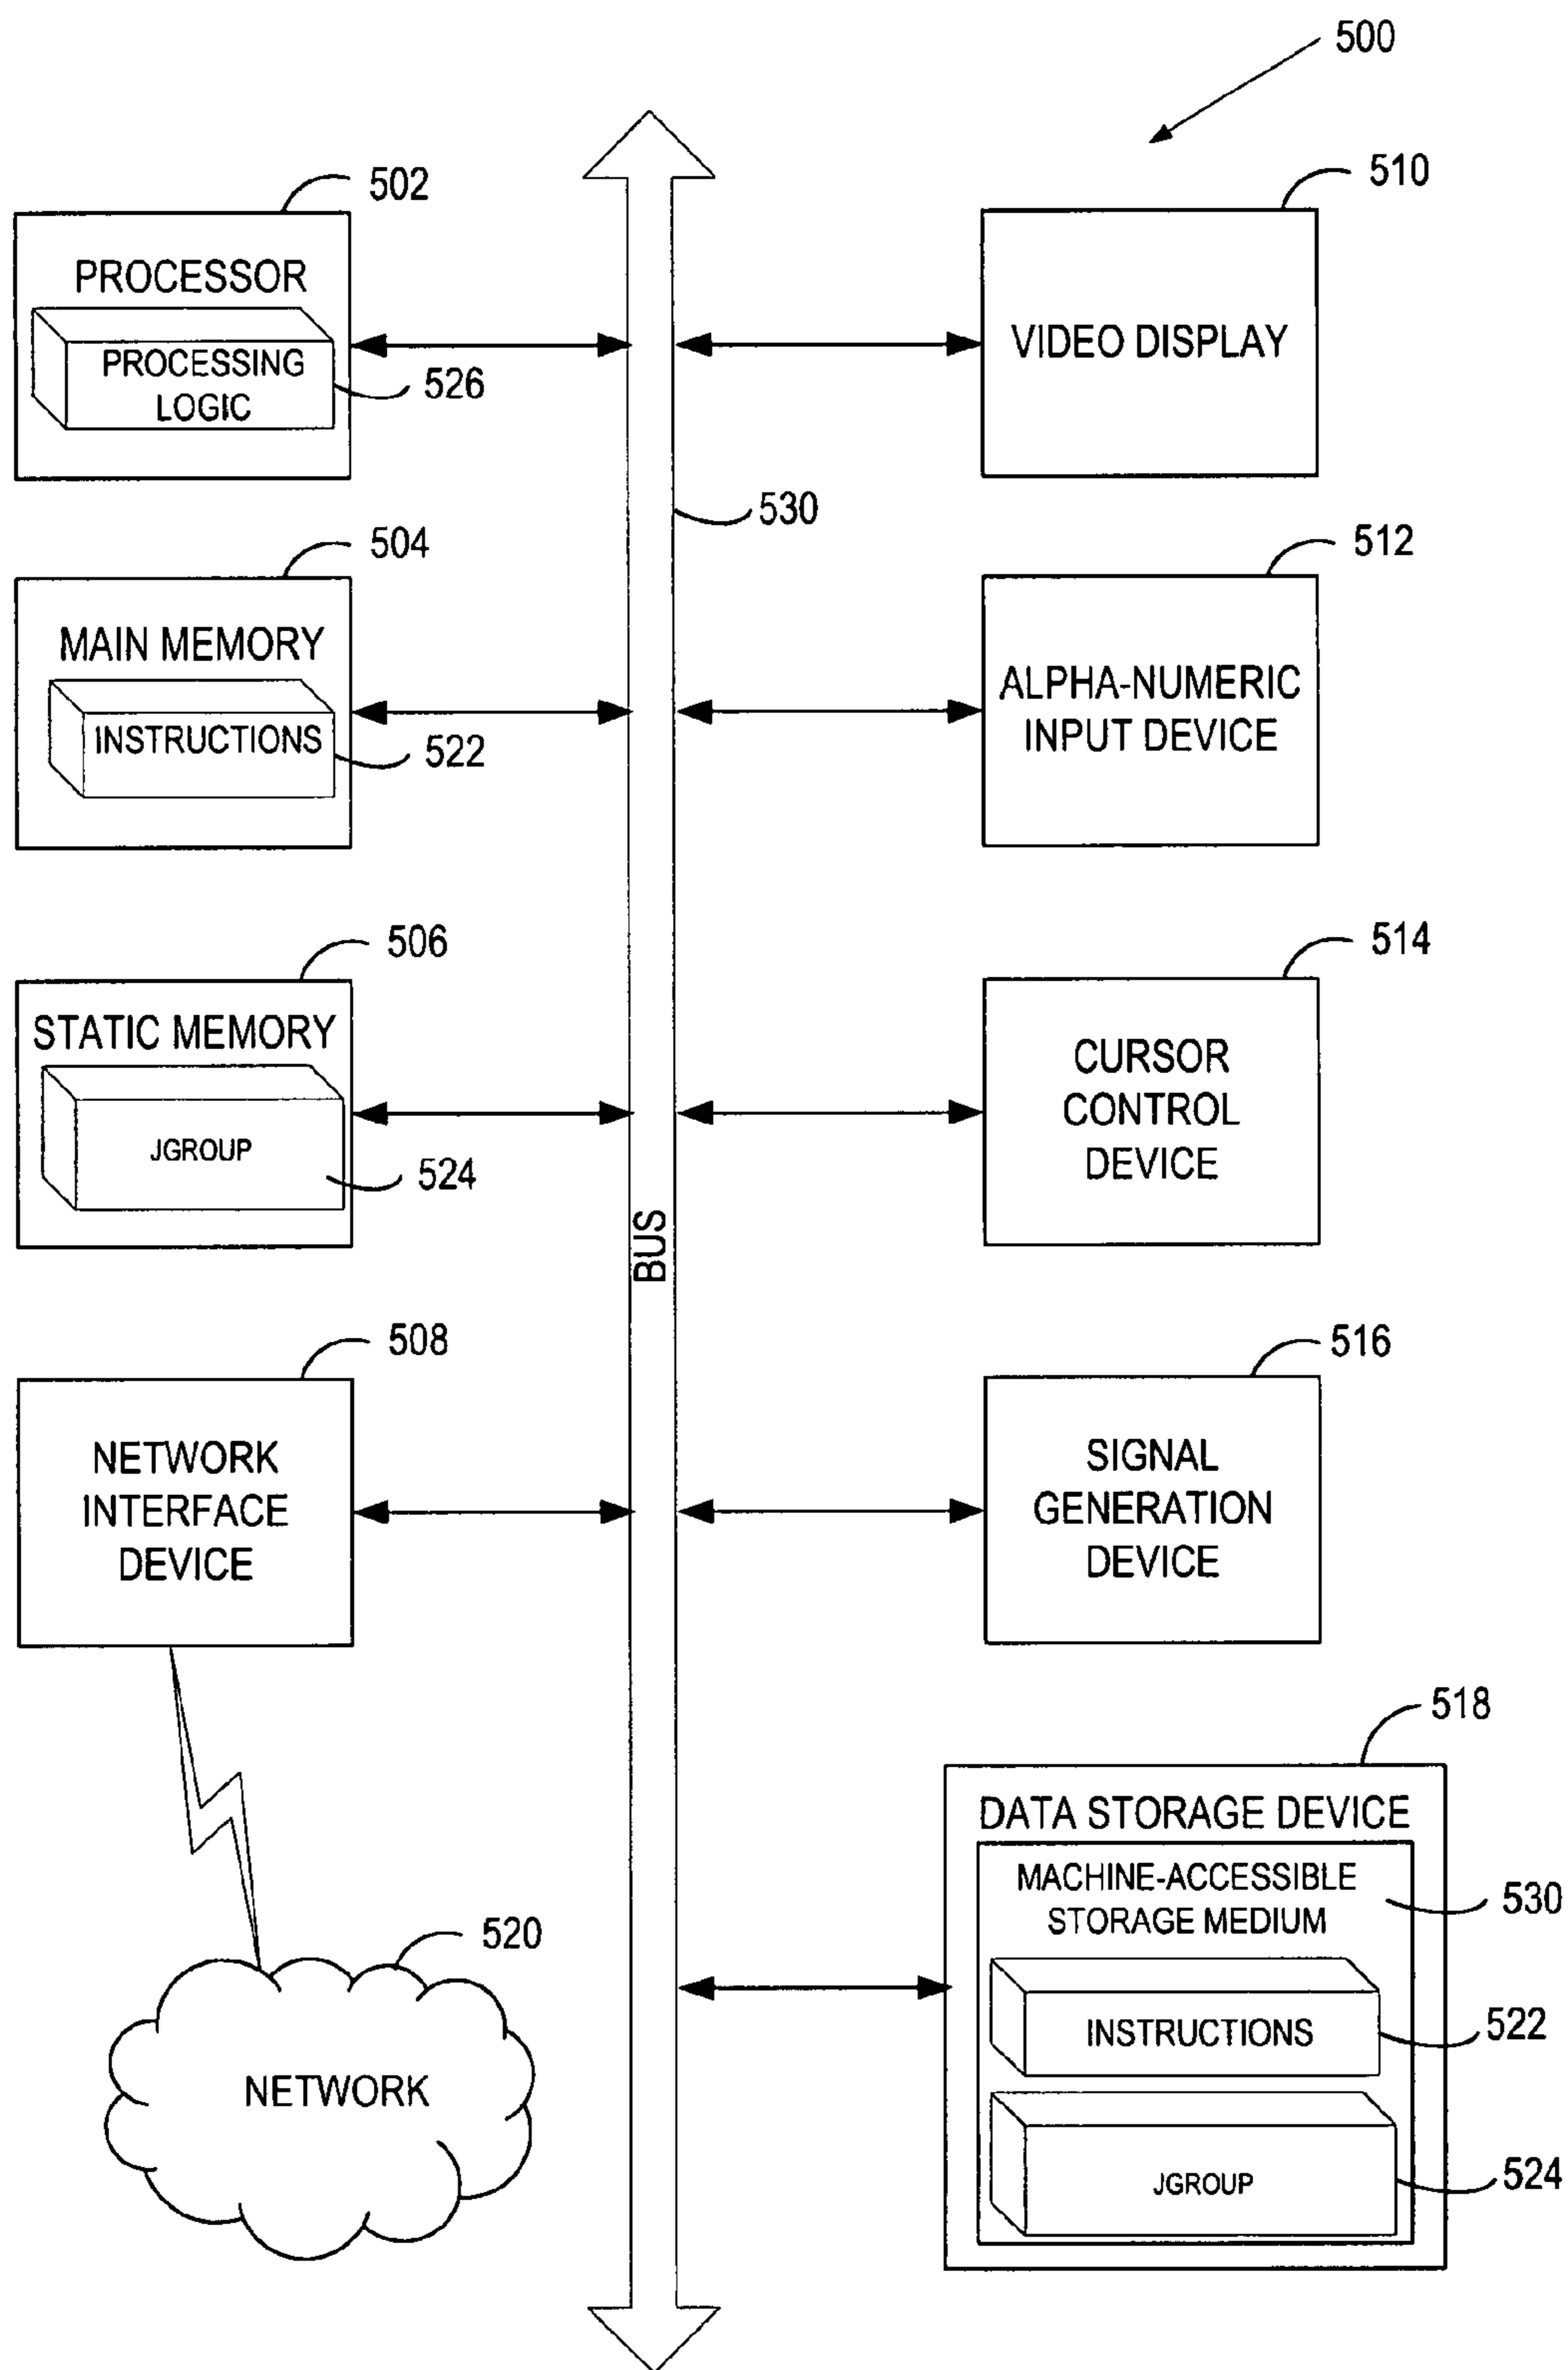 500
502
PROCESSOR
PROCESSING
LOGIC
526
510
VIDEO DISPLAY
530
504
MAIN MEMORY
INSTRUCTIONS
522
512
ALPHA-NUMERIC
INPUT DEVICE
506
STATIC MEMORY
JGROUP
524
514
CURSOR
CONTROL
DEVICE
BUS
508
NETWORK
INTERFACE
DEVICE
516
SIGNAL
GENERATION
DEVICE
520
NETWORK
518
DATA STORAGE DEVICE
MACHINE-ACCESSIBLE
STORAGE MEDIUM
530
INSTRUCTIONS
522
JGROUP
524